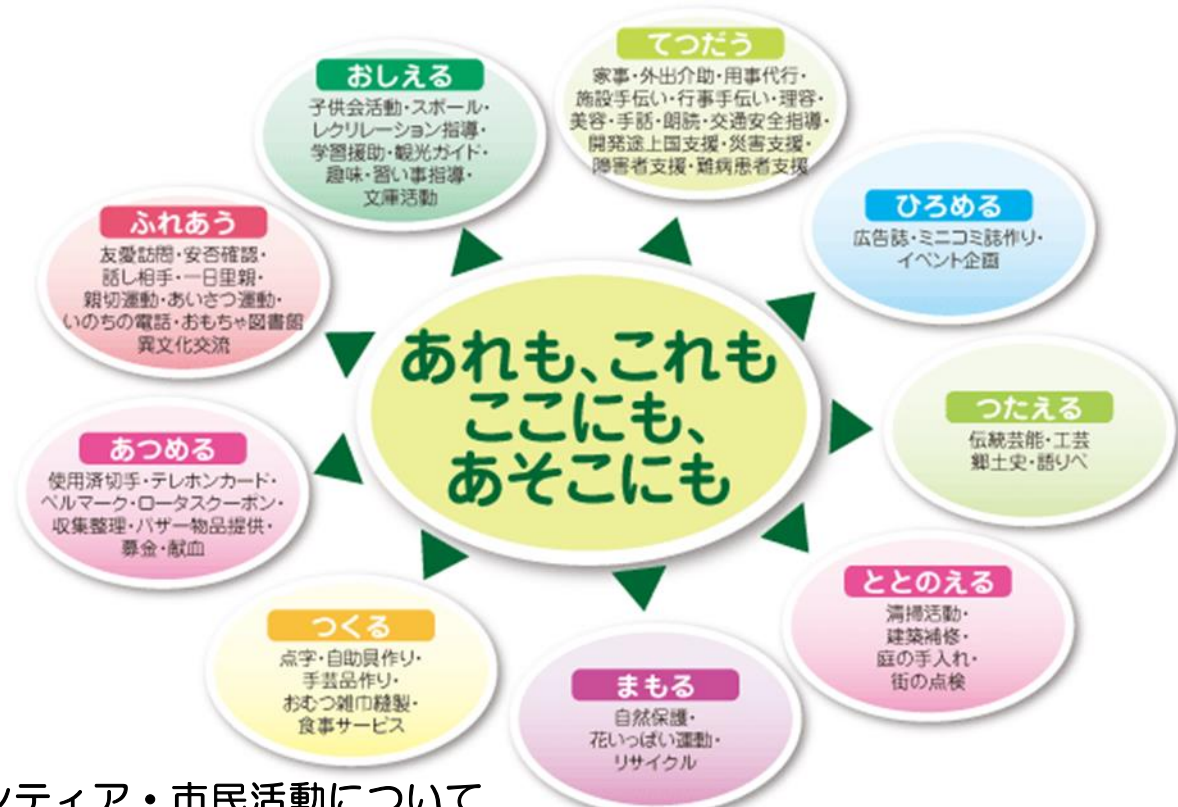 てつだう
家事・外出介助・用事代行・
施設手伝い・行事手伝い・理容・
美容・手話・朗読・交通安全指導・
開発途上国支援・災害支援・
障害者支援・難病患者支援
おしえる
子供会活動・スポール・
レクリレーション指導・
学習援助・観光ガイド・
趣味・習い事指導・
文庫活動
ひろめる
広告誌・ミニコミ誌作り・
イベント企画
ふれあう
友愛訪問・安否確認・
話し相手・一日里親・
親切運動・あいさつ運動・
いのちの電話・おもちゃ図書館
異文化交流
あれも、これも
ここにも、
あそこにも
つたえる
伝統芸能・工芸
郷土史・語りべ
あつめる
使用済切手・テレホンカード・
ベルマーク・ロータスクーポン・
収集整理・バザー物品提供・
募金・献血
ととのえる
清掃活動・
建築補修・
庭の手入れ・
街の点検
つくる
点字・自助具作り・
手芸品作り・
おむつ雑巾縫製・
食事サービス
まもる
自然保護・
花いっぱい運動・
リサイクル
ンティア・市民活動について